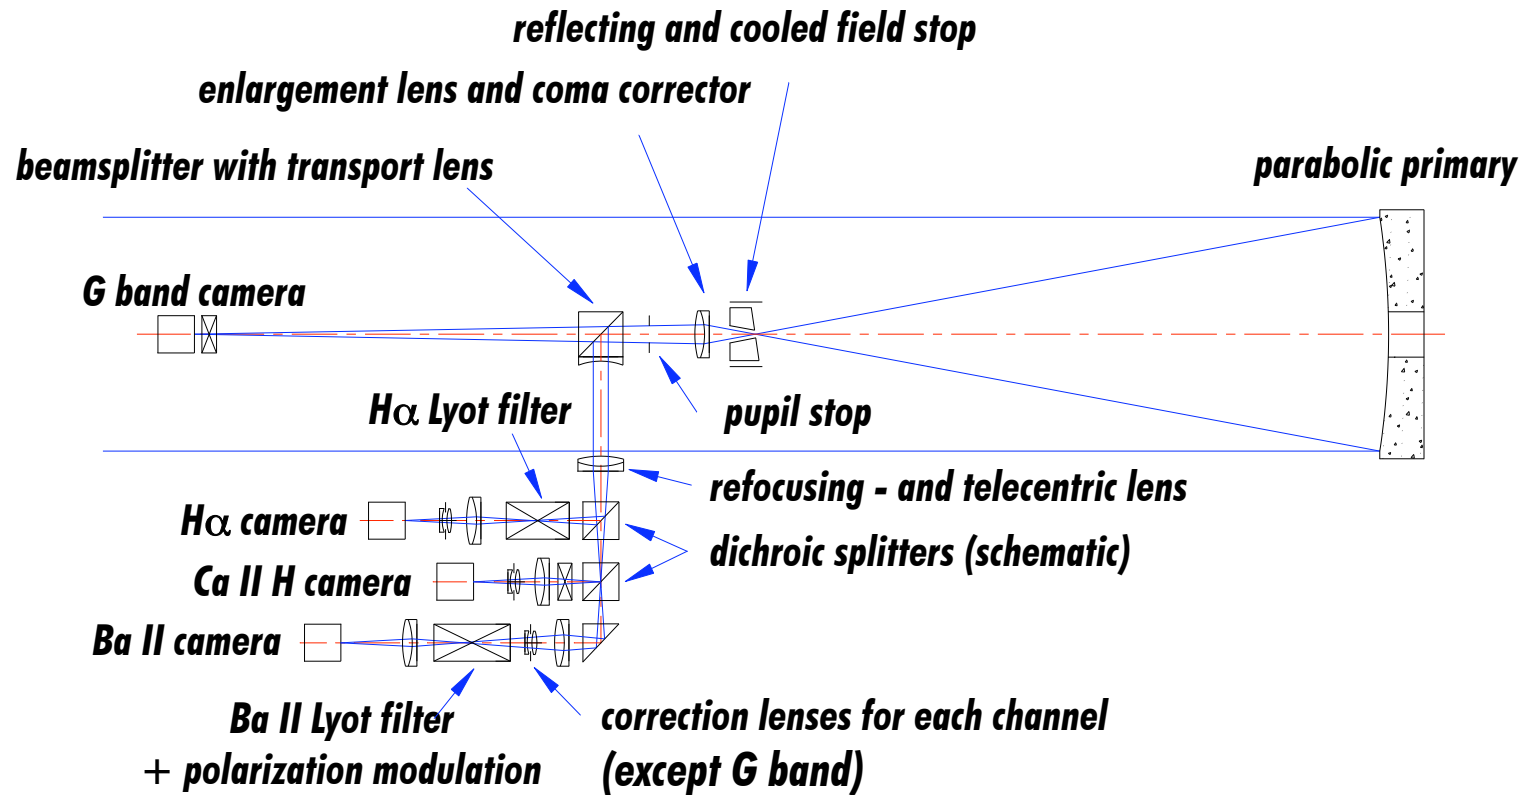 reflecting and cooled field stop
enlargement lens and coma corrector
beamsplitter with transport lens
parabolic primary
G band camera
Hα Lyot filter
pupil stop
refocusing - and telecentric lens
Hα camera
dichroic splitters (schematic)
Ca II H camera
Ba II camera
Ba II Lyot filter
+ polarization modulation
correction lenses for each channel
(except G band)